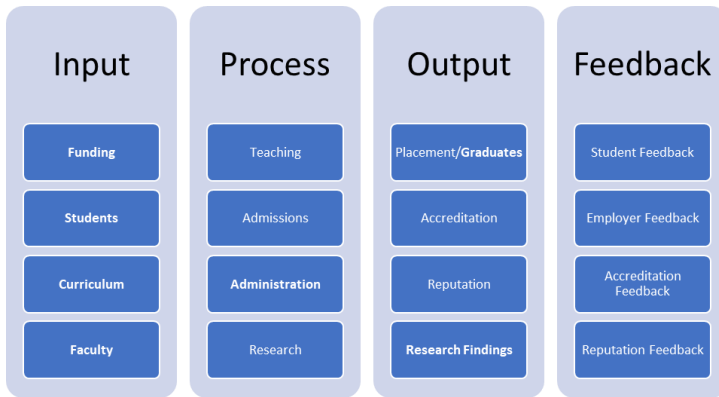 Input
Funding
Students
Curriculum
Faculty
Process
Teaching
Admissions
Administration
Research
Output
Placement/Graduates
Accreditation
Reputation
Research Findings
Feedback
Student Feedback
Employer Feedback
Accreditation
Feedback
Reputation Feedback